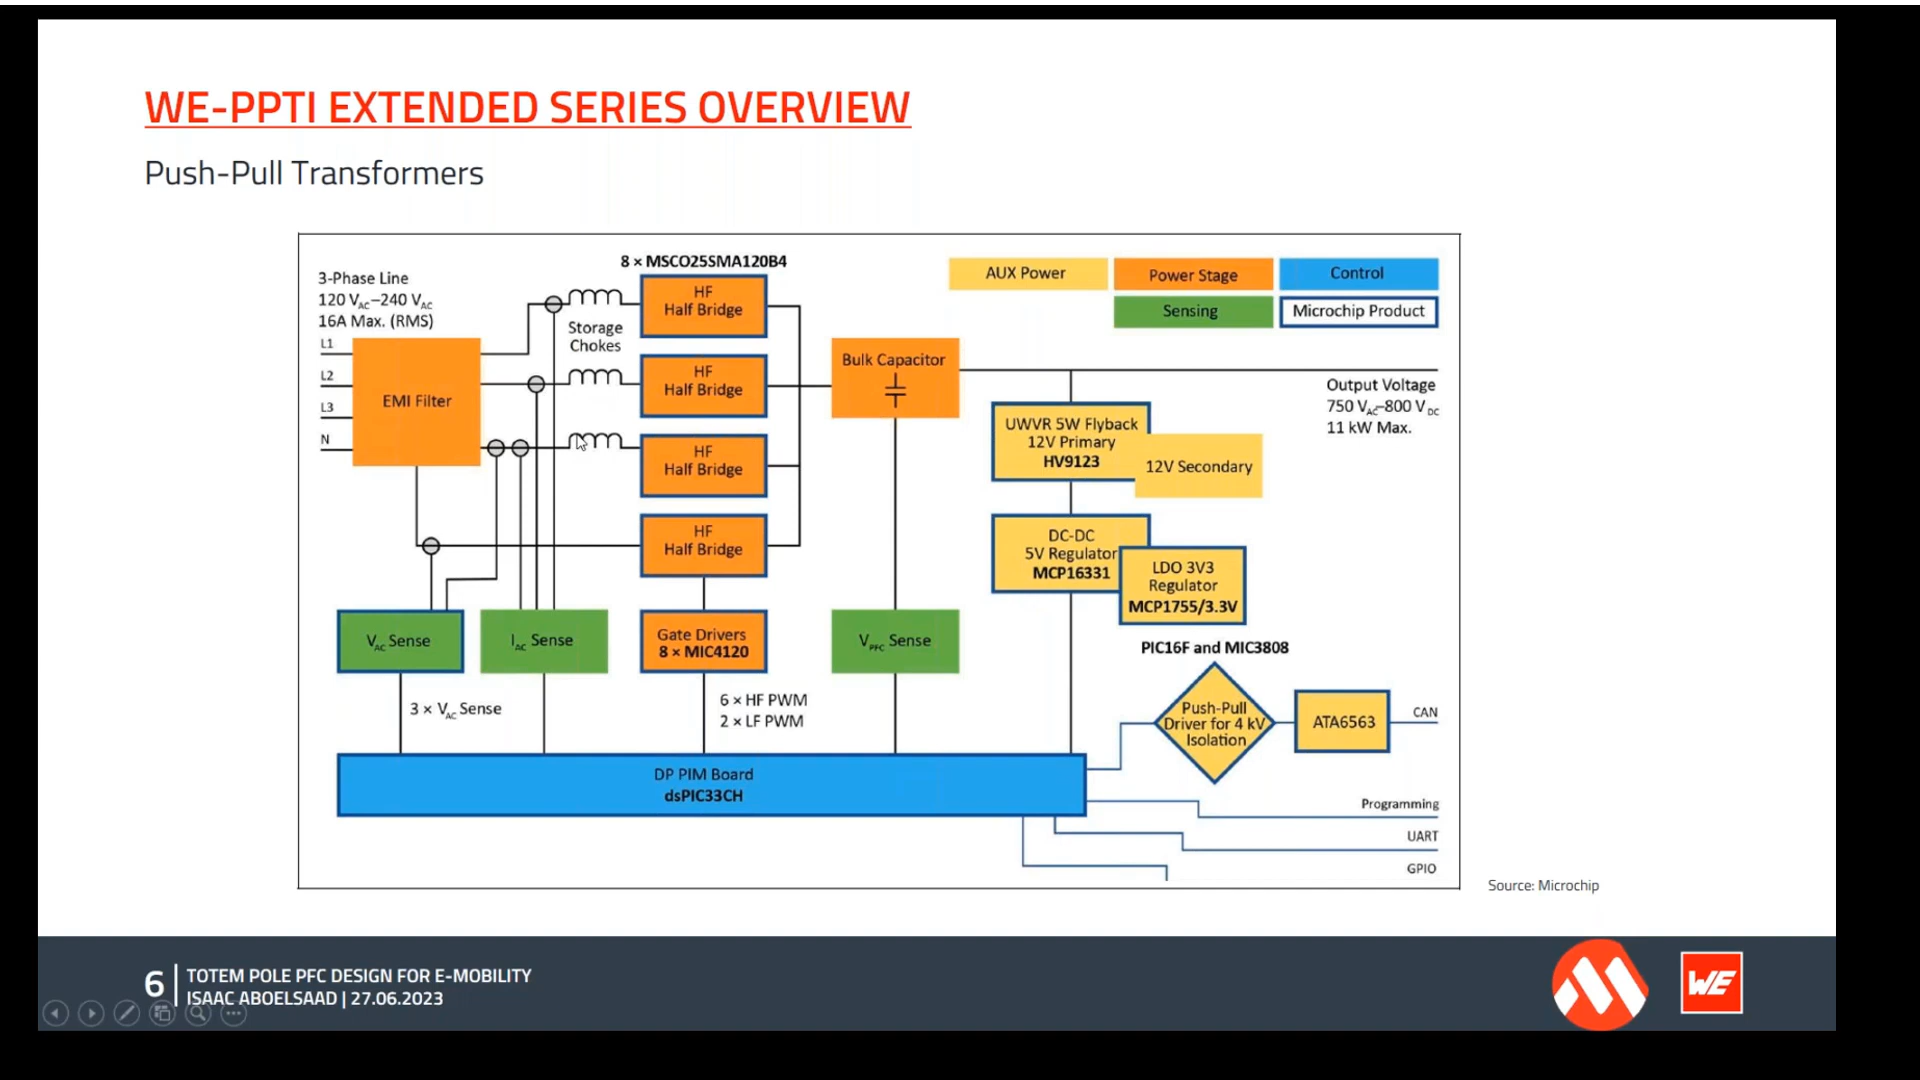 WE-PPTI EXTENDED SERIES OVERVIEW
Push-Pull Transformers
3-Phase Line
120 VAC–240 VAC
16A Max. (RMS)
L1
L2
L3
N
EMI Filter
Storage
Chokes
8 × MSCO25SMA120B4
HF
Half Bridge
HF
Half Bridge
HF
Half Bridge
HF
Half Bridge
Bulk Capacitor
AUX Power
Power Stage
Control
Sensing
Microchip Product
Output Voltage
750 VAC–800 VDC
11 kW Max.
UWVR 5W Flyback
12V Primary
HV9123
12V Secondary
DC-DC
5V Regulator
MCP16331
LDO 3V3
Regulator
MCP1755/3.3V
VAC Sense
IAC Sense
Gate Drivers
8 × MIC4120
VPFC Sense
3 × VAC Sense
6 × HF PWM
2 × LF PWM
PIC16F and MIC3808
Push-Pull
Driver for 4 kV
Isolation
ATA6563
CAN
DP PIM Board
dsPIC33CH
Programming
UART
GPIO
Source: Microchip
6
TOTEM POLE PFC DESIGN FOR E-MOBILITY
ISAAC ABOELSAAD | 27.06.2023
WE